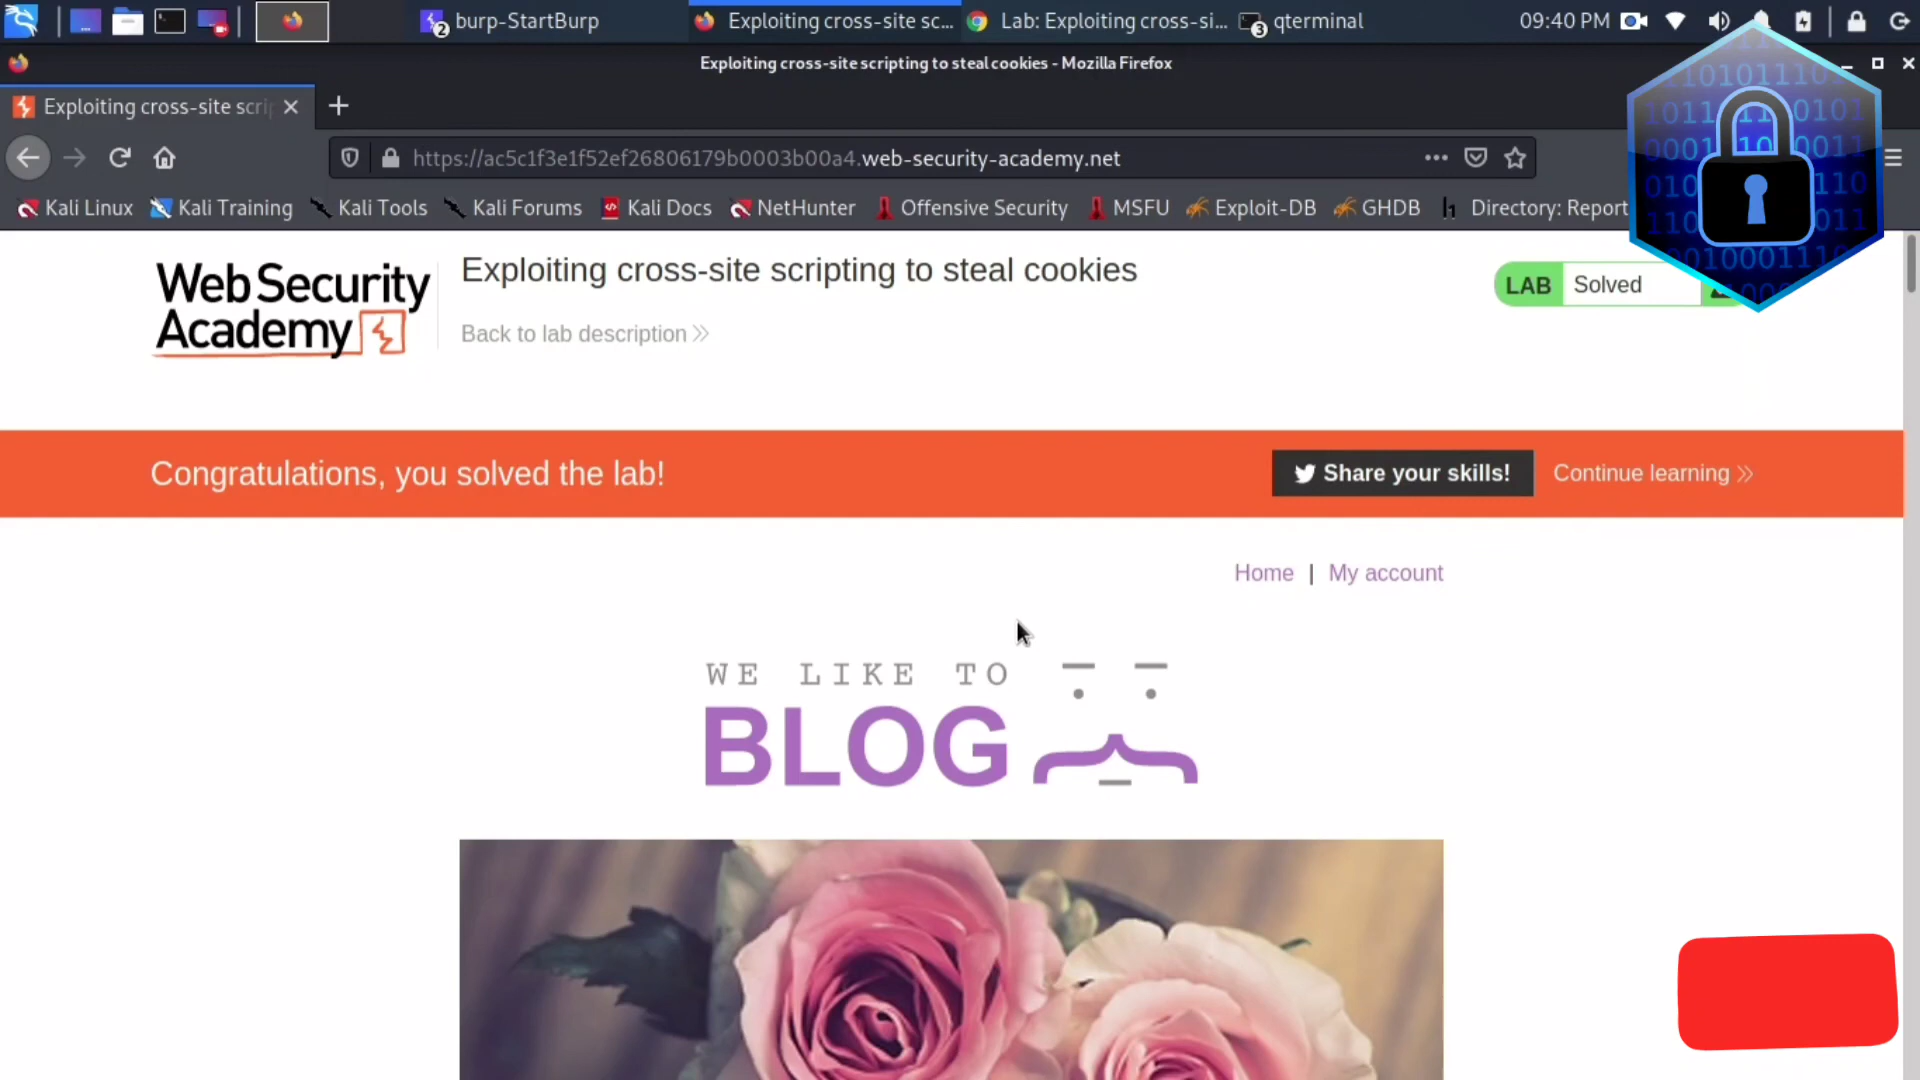 burp-StartBurp
2
Exploiting cross-site sc...
Lab: Exploiting cross-si...
3
qterminal
09:40 PM
Exploiting cross-site scripting to steal cookies - Mozilla Firefox
Exploiting cross-site scrip
https://ac5c1f3e1f52ef26806179b0003b00a4.web-security-academy.net
Kali Linux
Kali Training
Kali Tools
Kali Forums
Kali Docs
NetHunter
Offensive Security
MSFU
Exploit-DB
GHDB
Directory: Report
Web Security
Academy
Exploiting cross-site scripting to steal cookies
Back to lab description
LAB
Solved
Congratulations, you solved the lab!
Share your skills!
Continue learning
Home | My account
WE LIKE TO
BLOG